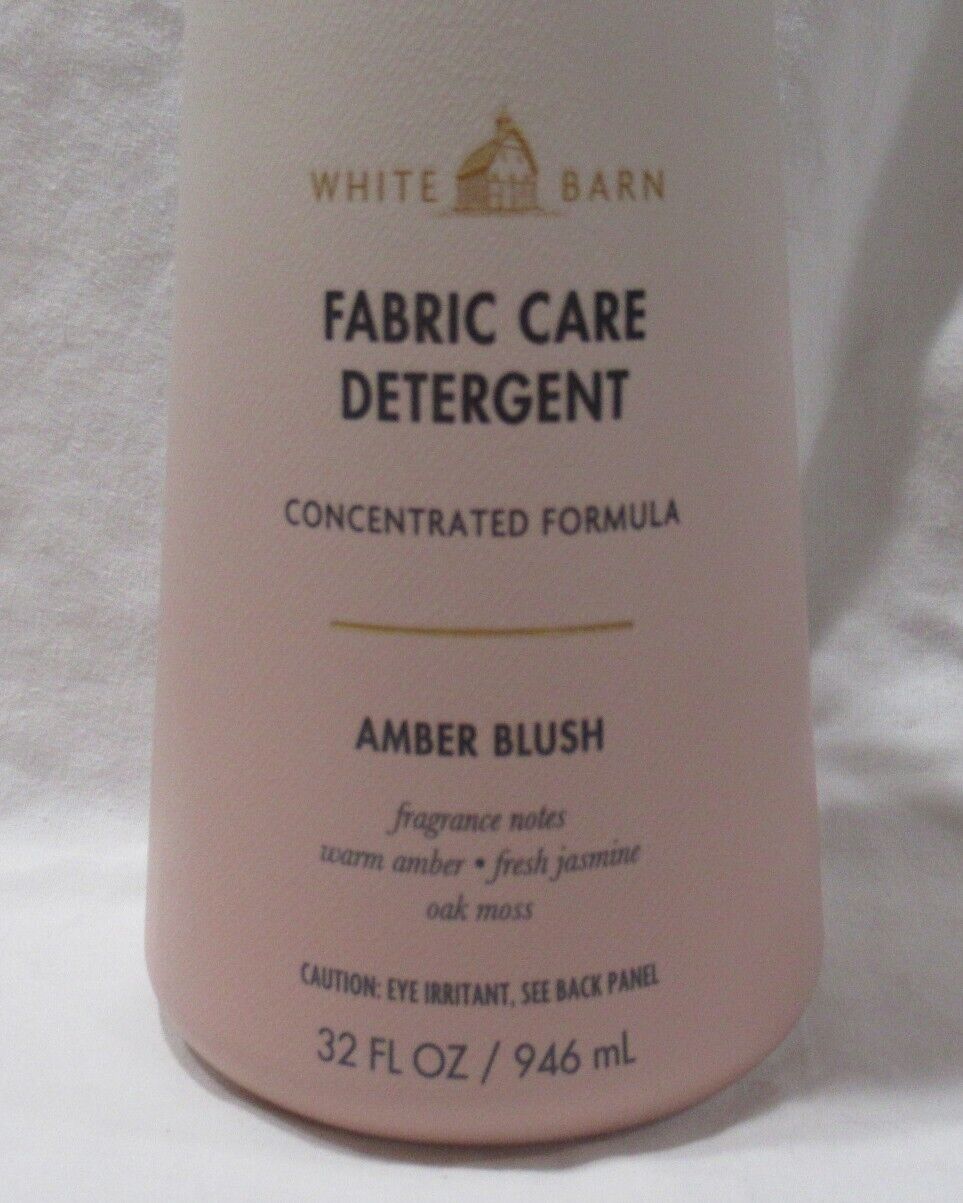 WHITE BARN
FABRIC CARE
DETERGENT
CONCENTRATED FORMULA
AMBER BLUSH
fragrance notes
warm amber • fresh jasmine
oak moss
CAUTION: EYE IRRITANT, SEE BACK PANEL
32 FL OZ / 946 mL